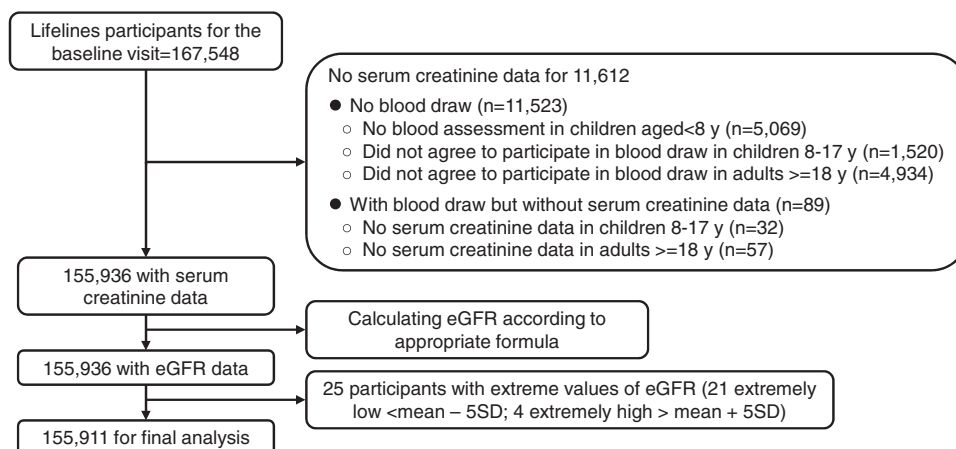 Lifelines participants for the
baseline visit=167,548
No serum creatinine data for 11,612
● No blood draw (n=11,523)
○ No blood assessment in children aged<8 y (n=5,069)
○ Did not agree to participate in blood draw in children 8-17 y (n=1,520)
○ Did not agree to participate in blood draw in adults >=18 y (n=4,934)
● With blood draw but without serum creatinine data (n=89)
○ No serum creatinine data in children 8-17 y (n=32)
○ No serum creatinine data in adults >=18 y (n=57)
155,936 with serum
creatinine data
Calculating eGFR according to
appropriate formula
155,936 with eGFR data
25 participants with extreme values of eGFR (21 extremely
low <mean – 5SD; 4 extremely high > mean + 5SD)
155,911 for final analysis